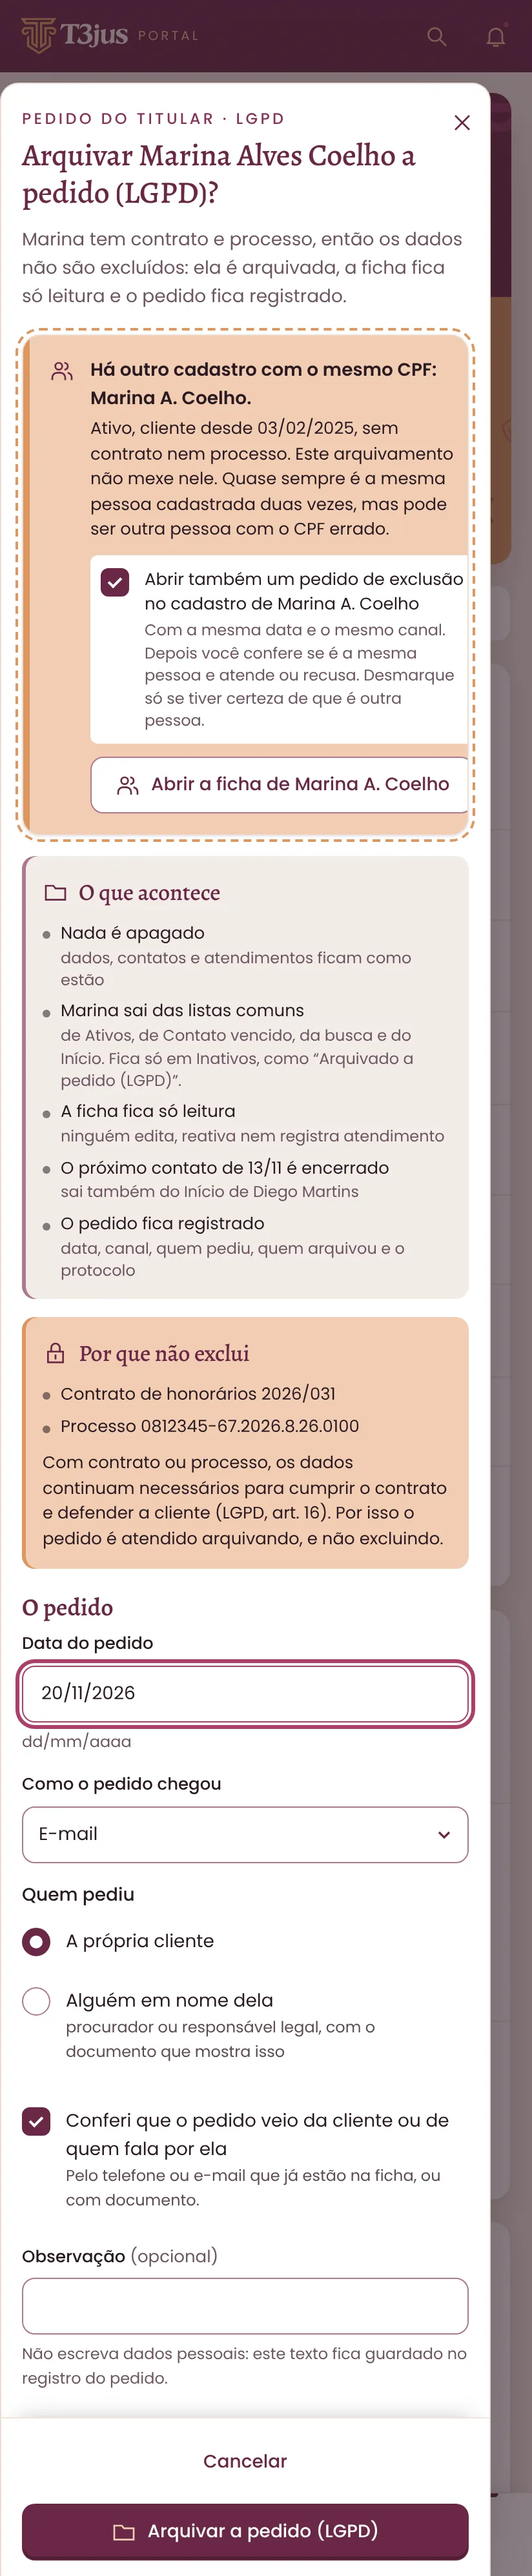 T3jus PORTAL
PEDIDO DO TITULAR · LGPD
Arquivar Marina Alves Coelho a
pedido (LGPD)?
Marina tem contrato e processo, então os dados
não são excluídos: ela é arquivada, a ficha fica
só leitura e o pedido fica registrado.
Há outro cadastro com o mesmo CPF:
Marina A. Coelho.
Ativo, cliente desde 03/02/2025, sem
contrato nem processo. Este arquivamento
não mexe nele. Quase sempre é a mesma
pessoa cadastrada duas vezes, mas pode
ser outra pessoa com o CPF errado.
Abrir também um pedido de exclusão
no cadastro de Marina A. Coelho
Com a mesma data e o mesmo canal.
Depois você confere se é a mesma
pessoa e atende ou recusa. Desmarque
só se tiver certeza de que é outra
pessoa.
Abrir a ficha de Marina A. Coelho
O que acontece
Nada é apagado
dados, contatos e atendimentos ficam como
estão
Marina sai das listas comuns
de Ativos, de Contato vencido, da busca e do
Início. Fica só em Inativos, como “Arquivado a
pedido (LGPD)”.
A ficha fica só leitura
ninguém edita, reativa nem registra atendimento
O próximo contato de 13/11 é encerrado
sai também do Início de Diego Martins
O pedido fica registrado
data, canal, quem pediu, quem arquivou e o
protocolo
Por que não exclui
Contrato de honorários 2026/031
Processo 0812345-67.2026.8.26.0100
Com contrato ou processo, os dados
continuam necessários para cumprir o contrato
e defender a cliente (LGPD, art. 16). Por isso o
pedido é atendido arquivando, e não excluindo.
O pedido
Data do pedido
20/11/2026
dd/mm/aaaa
Como o pedido chegou
E-mail
Quem pediu
A própria cliente
Alguém em nome dela
procurador ou responsável legal, com o
documento que mostra isso
Conferi que o pedido veio da cliente ou de
quem fala por ela
Pelo telefone ou e-mail que já estão na ficha, ou
com documento.
Observação (opcional)
Não escreva dados pessoais: este texto fica guardado no
registro do pedido.
Cancelar
Arquivar a pedido (LGPD)